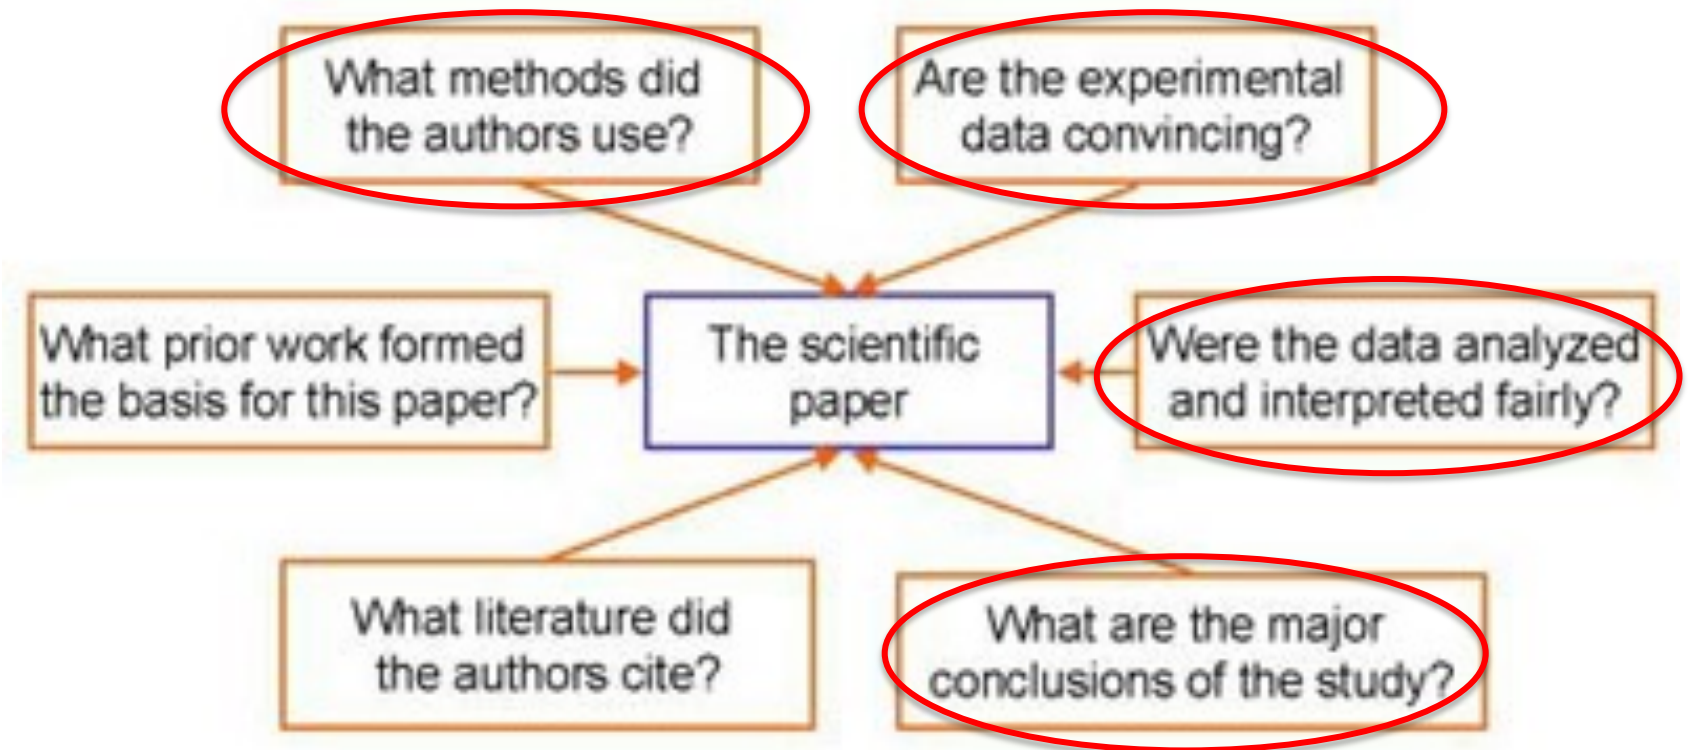 What methods did
the authors use?
Are the experimental
data convincing?
What prior work formed
the basis for this paper?
The scientific
paper
Were the data analyzed
and interpreted fairly?
What literature did
the authors cite?
What are the major
conclusions of the study?